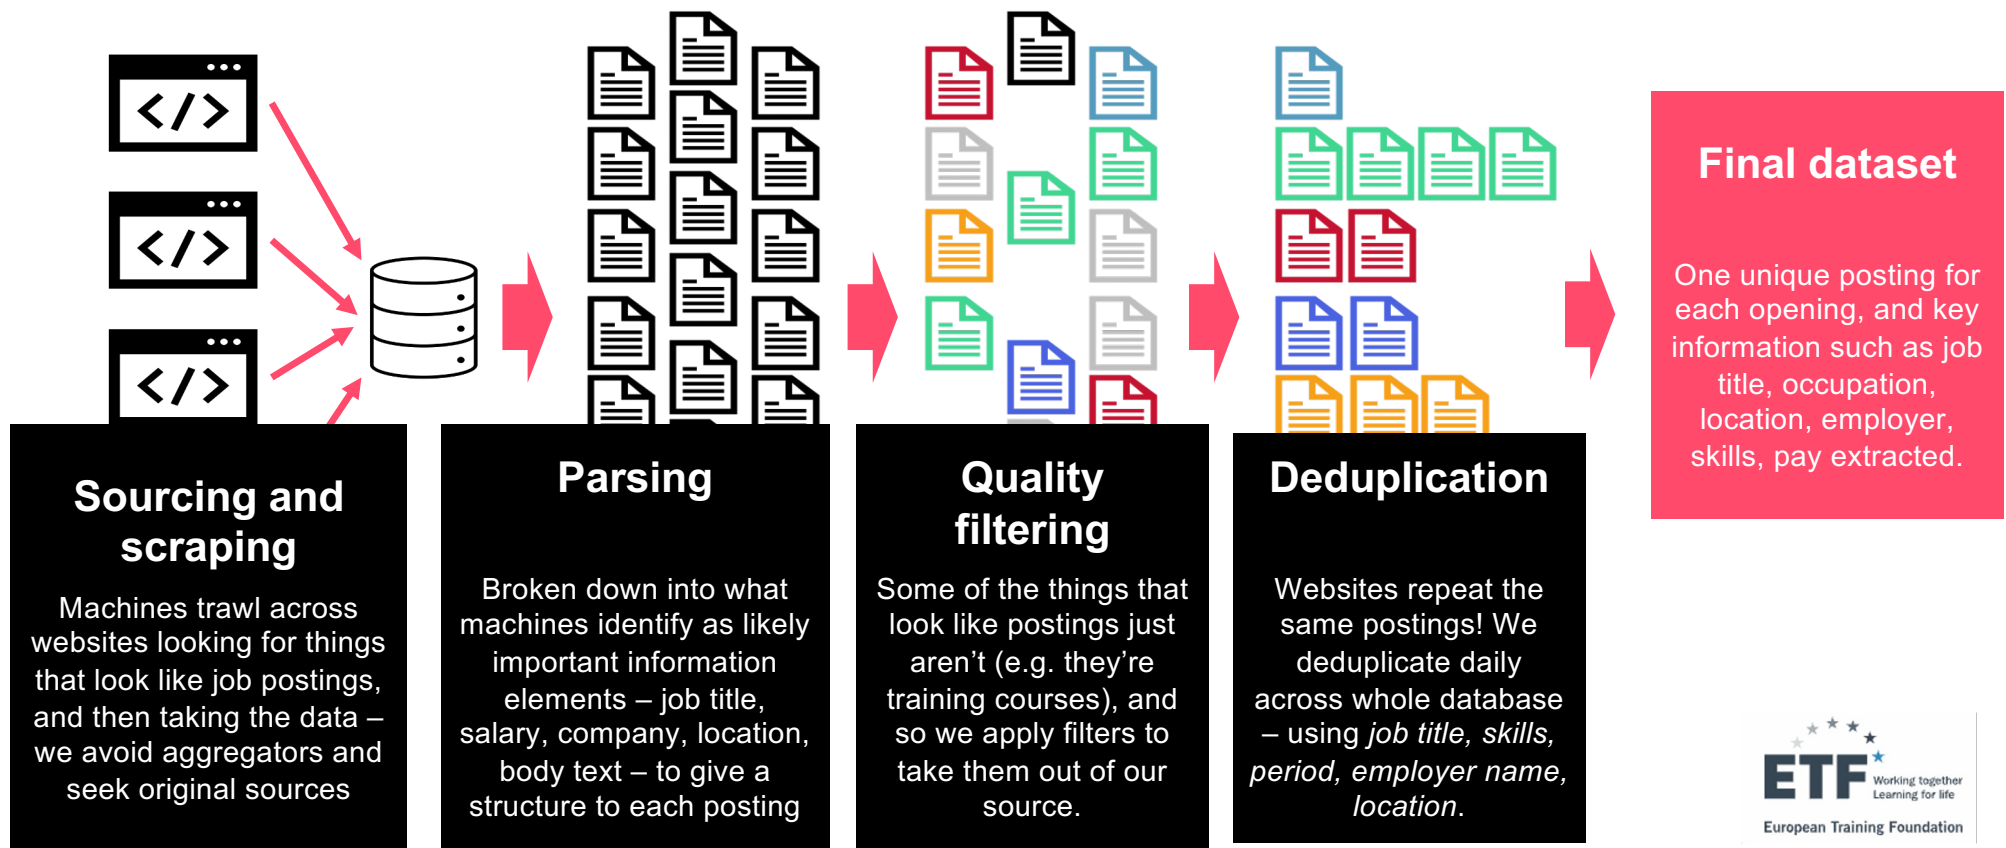 Sourcing and
scraping
Machines trawl across
websites looking for things
that look like job postings,
and then taking the data –
we avoid aggregators and
seek original sources
Parsing
Broken down into what
machines identify as likely
important information
elements – job title,
salary, company, location,
body text – to give a
structure to each posting
Quality
filtering
Some of the things that
look like postings just
aren’t (e.g. they’re
training courses), and
so we apply filters to
take them out of our
source.
Deduplication
Websites repeat the
same postings! We
deduplicate daily
across whole database
– using job title, skills,
period, employer name,
location.
Final dataset
One unique posting for
each opening, and key
information such as job
title, occupation,
location, employer,
skills, pay extracted.
ETF
Working together
Learning for life
European Training Foundation